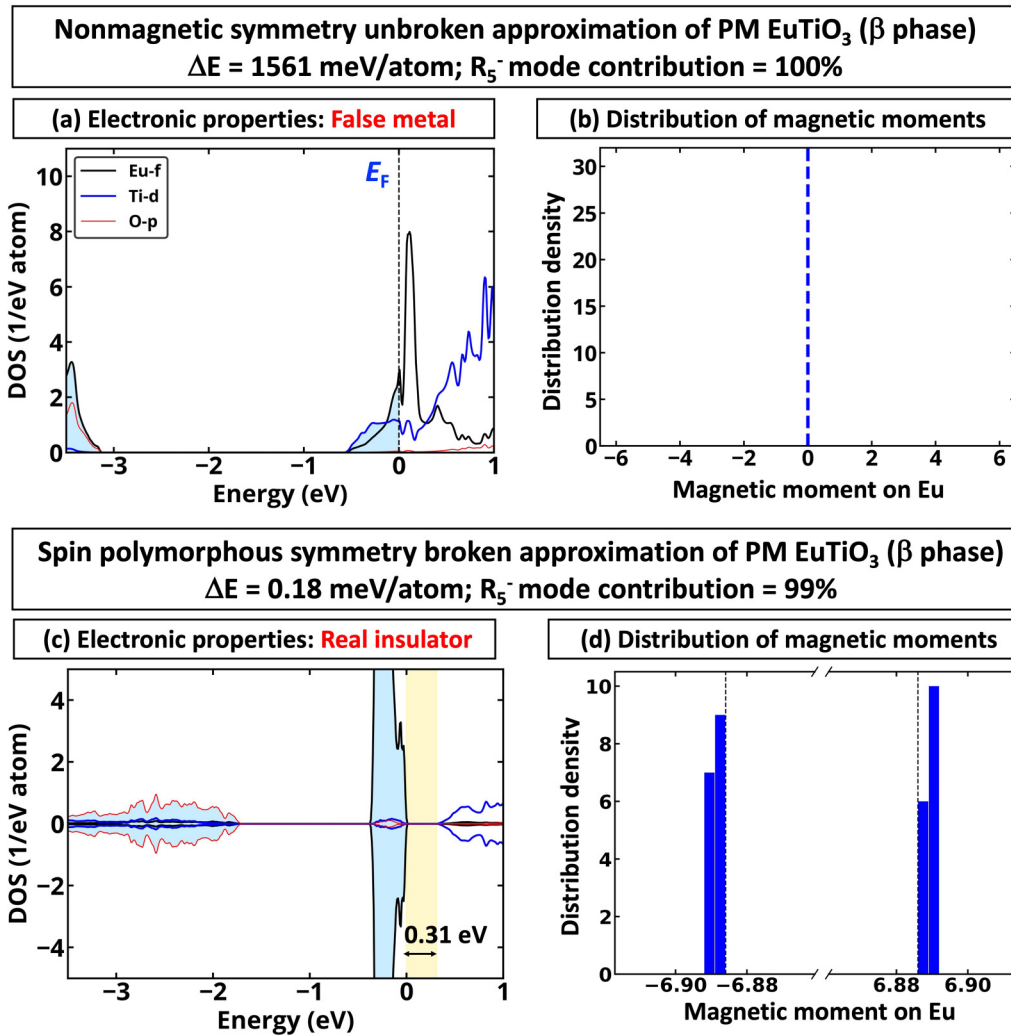 Nonmagnetic symmetry unbroken approximation of PM EuTiO₃ (β phase)
ΔE = 1561 meV/atom; R₅⁻ mode contribution = 100%
(a) Electronic properties: False metal
(b) Distribution of magnetic moments
DOS (1/eV atom)
10
8
6
4
2
0
Eu-f
Ti-d
O-p
E_F
−3
−2
−1
0
1
Energy (eV)
Distribution density
30
25
20
15
10
5
0
−6
−4
−2
0
2
4
6
Magnetic moment on Eu
Spin polymorphous symmetry broken approximation of PM EuTiO₃ (β phase)
ΔE = 0.18 meV/atom; R₅⁻ mode contribution = 99%
(c) Electronic properties: Real insulator
(d) Distribution of magnetic moments
DOS (1/eV atom)
4
2
0
−2
−4
0.31 eV
−3
−2
−1
0
1
Energy (eV)
Distribution density
10
8
6
4
2
0
−6.90
−6.88
6.88
6.90
Magnetic moment on Eu